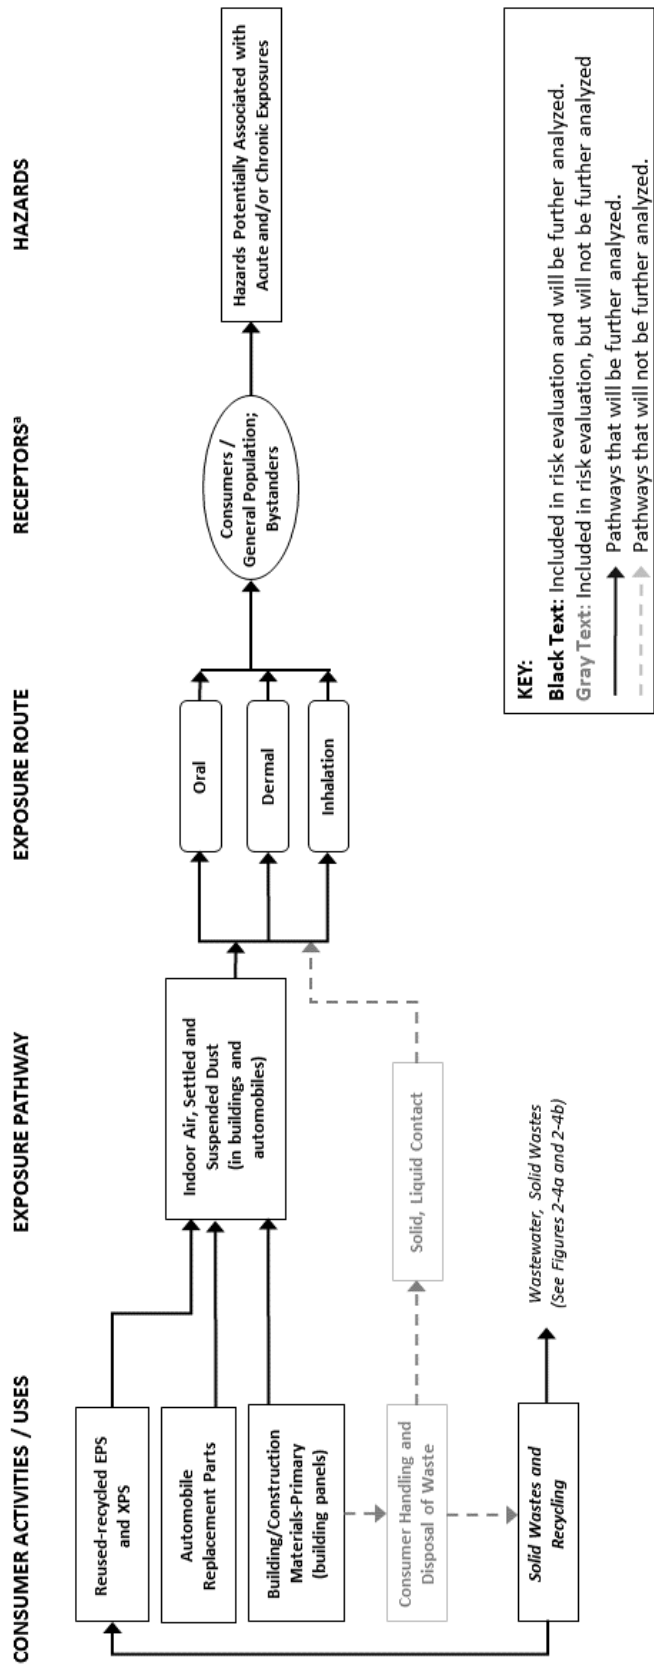 CONSUMER ACTIVITIES / USES
EXPOSURE PATHWAY
EXPOSURE ROUTE
RECEPTORSᵃ
HAZARDS
Reused-recycled EPS
and XPS
Automobile
Replacement Parts
Building/Construction
Materials-Primary
(building panels)
Consumer Handling and
Disposal of Waste
Solid Wastes and
Recycling
Indoor Air, Settled and
Suspended Dust
(in buildings and
automobiles)
Solid, Liquid Contact
Wastewater, Solid Wastes
(See Figures 2-4a and 2-4b)
Oral
Dermal
Inhalation
Consumers /
General Population;
Bystanders
Hazards Potentially Associated with
Acute and/or Chronic Exposures
KEY:
Black Text: Included in risk evaluation and will be further analyzed.
Gray Text: Included in risk evaluation, but will not be further analyzed
Pathways that will be further analyzed.
Pathways that will not be further analyzed.